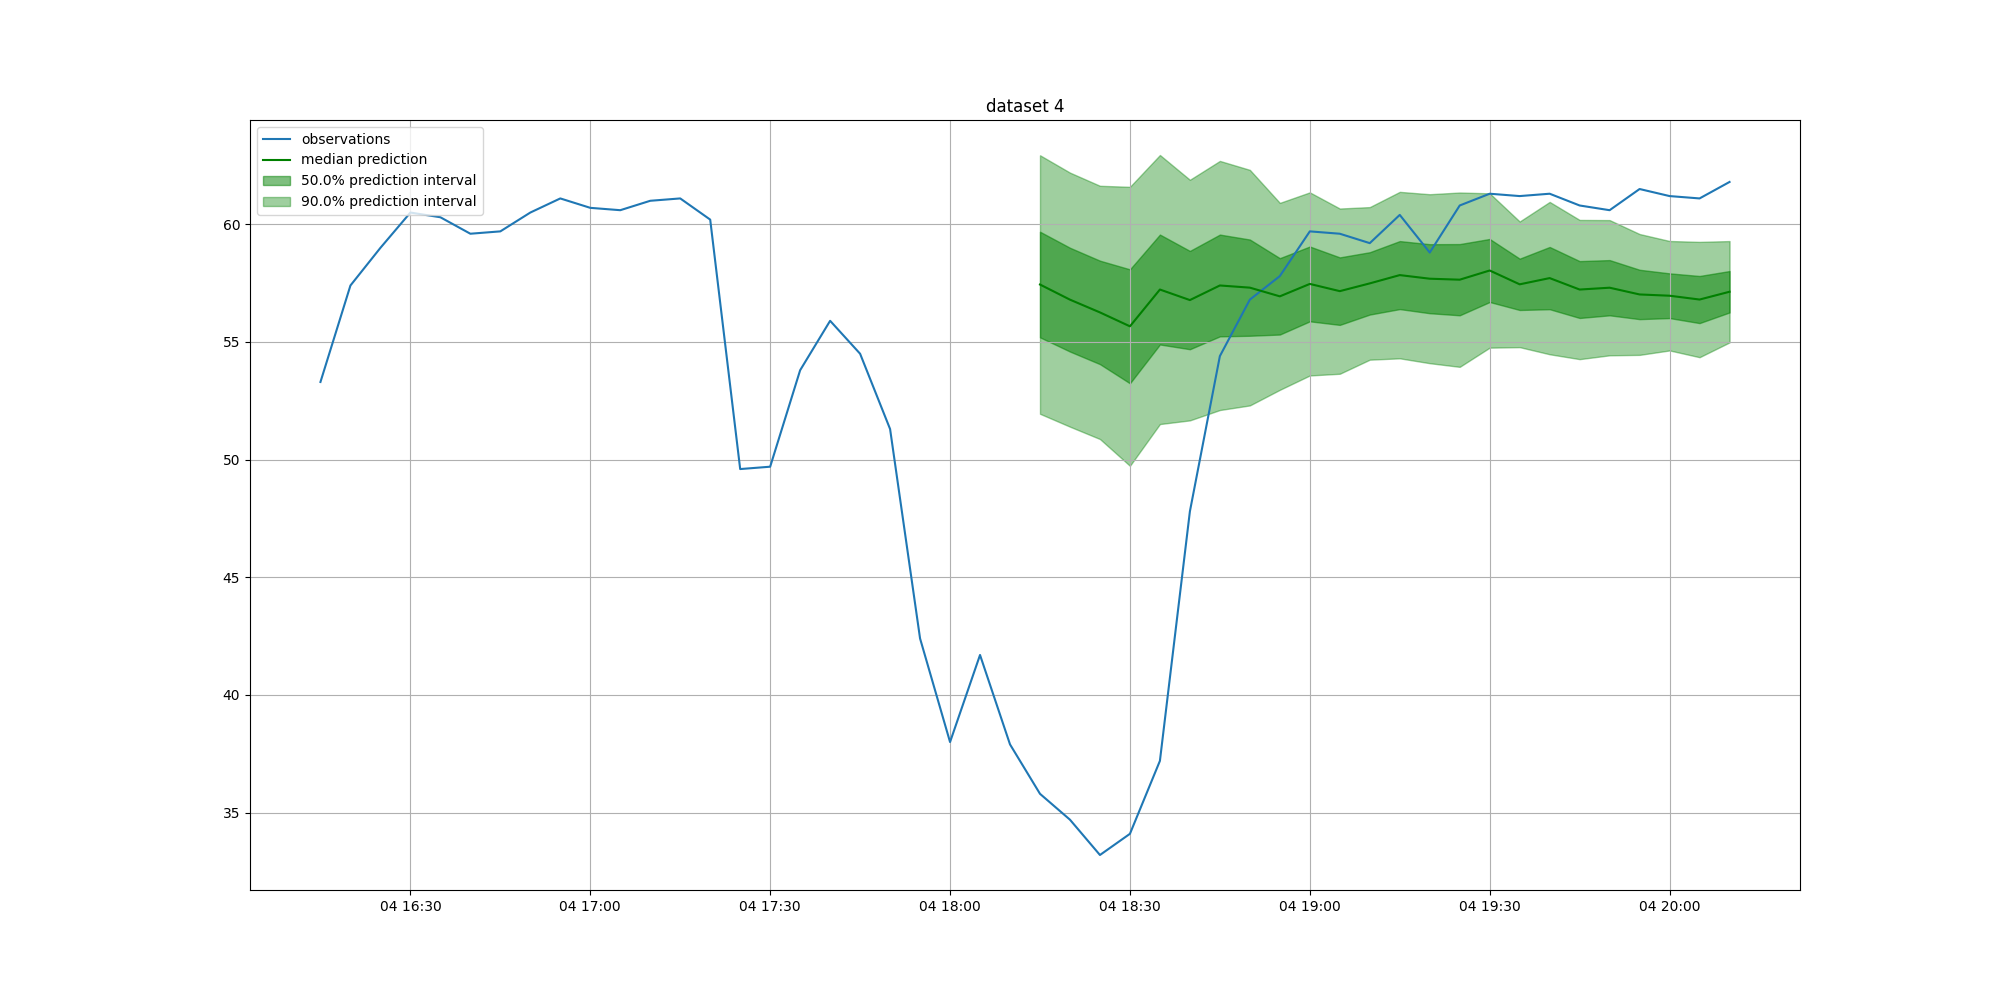 dataset 4
observations
median prediction
50.0% prediction interval
90.0% prediction interval
60
55
50
45
40
35
04 16:30
04 17:00
04 17:30
04 18:00
04 18:30
04 19:00
04 19:30
04 20:00